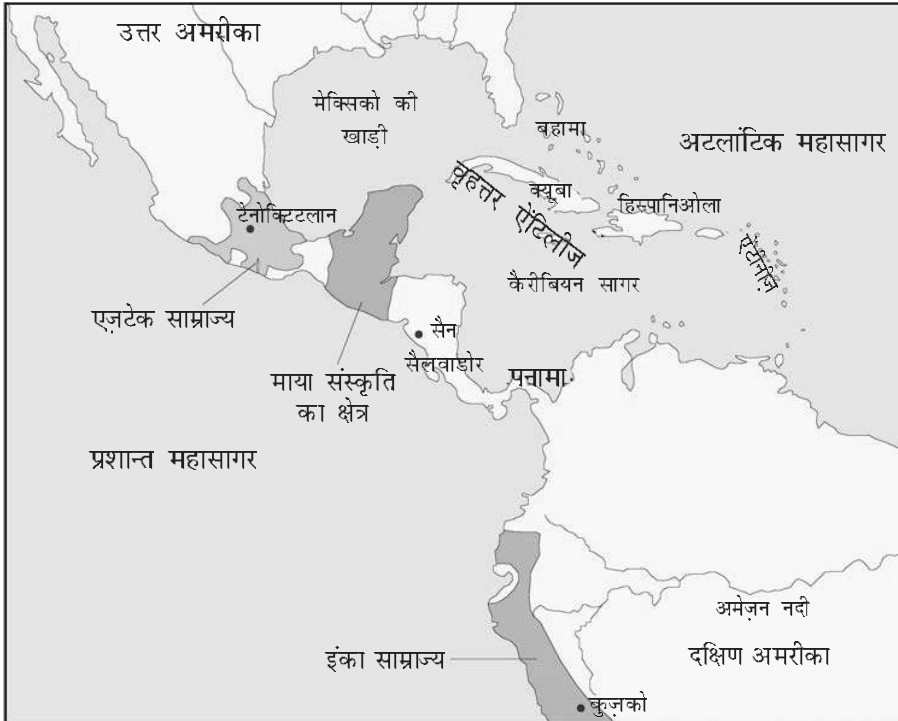 उत्तर अमरीका
मेक्सिको की
खाड़ी
बहामा
अटलांटिक महासागर
वृहत्तर ऐंटिलीज
क्यूबा
हिस्पानिओला
टेनोक्टिटलान
ऐंटीनीज़
कैरीबियन सागर
एज़टेक साम्राज्य
सैन
सैलवाडोर
पनामा
माया संस्कृति
का क्षेत्र
प्रशान्त महासागर
अमेज़न नदी
इंका साम्राज्य
दक्षिण अमरीका
कुज़को